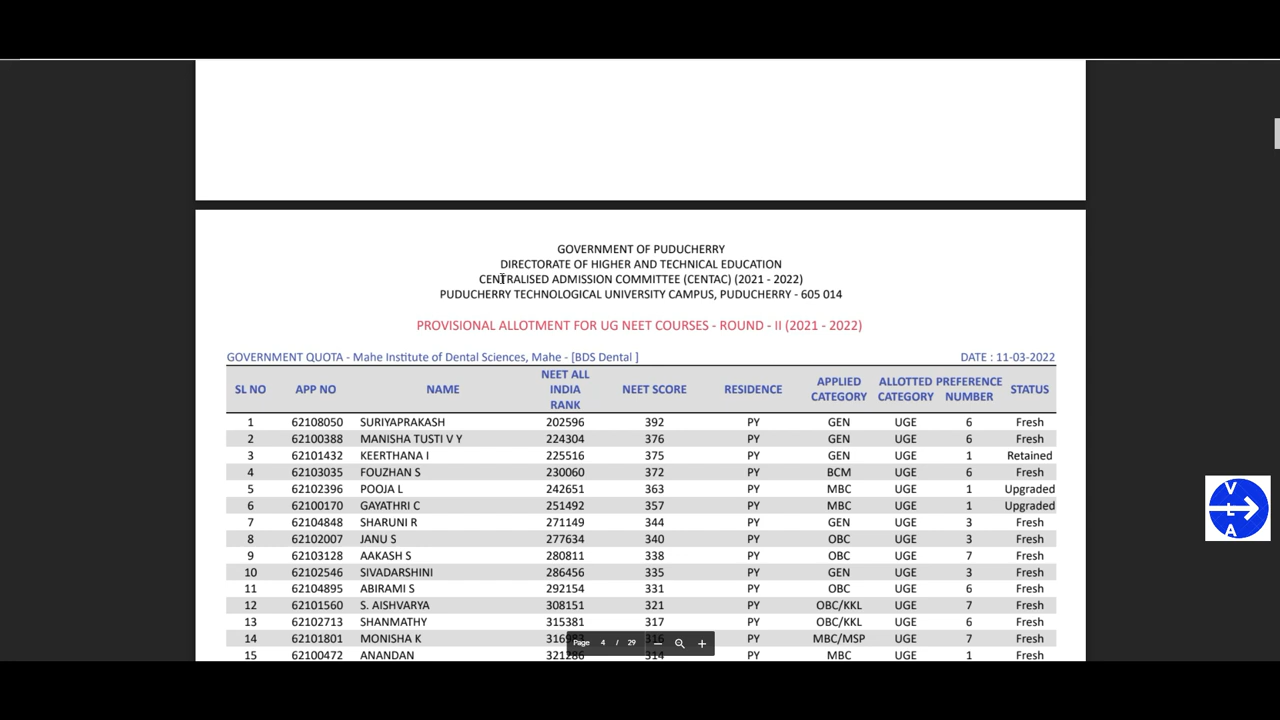 GOVERNMENT OF PUDUCHERRY
DIRECTORATE OF HIGHER AND TECHNICAL EDUCATION
CENTRALISED ADMISSION COMMITTEE (CENTAC) (2021 - 2022)
PUDUCHERRY TECHNOLOGICAL UNIVERSITY CAMPUS, PUDUCHERRY - 605 014
PROVISIONAL ALLOTMENT FOR UG NEET COURSES - ROUND - II (2021 - 2022)
GOVERNMENT QUOTA - Mahe Institute of Dental Sciences, Mahe - [BDS Dental ] DATE : 11-03-2022
SL NO APP NO NAME NEET ALL INDIA RANK NEET SCORE RESIDENCE APPLIED CATEGORY ALLOTTED CATEGORY PREFERENCE NUMBER STATUS
1 62108050 SURIYAPRAKASH 202596 392 PY GEN UGE 6 Fresh
2 62100388 MANISHA TUSTI V Y 224304 376 PY GEN UGE 6 Fresh
3 62101432 KEERTHANA I 225516 375 PY GEN UGE 1 Retained
4 62103035 FOUZHAN S 230060 372 PY BCM UGE 6 Fresh
5 62102396 POOJA L 242651 363 PY MBC UGE 1 Upgraded
6 62100170 GAYATHRI C 251492 357 PY MBC UGE 1 Upgraded
7 62104848 SHARUNI R 271149 344 PY GEN UGE 3 Fresh
8 62102007 JANU S 277634 340 PY OBC UGE 3 Fresh
9 62103128 AAKASH S 280811 338 PY OBC UGE 7 Fresh
10 62102546 SIVADARSHINI 286456 335 PY GEN UGE 3 Fresh
11 62104895 ABIRAMI S 292154 331 PY OBC UGE 6 Fresh
12 62101560 S. AISHVARYA 308151 321 PY OBC/KKL UGE 7 Fresh
13 62102713 SHANMATHY 315381 317 PY OBC/KKL UGE 6 Fresh
14 62101801 MONISHA K 316 PY MBC/MSP UGE 7 Fresh
15 62100472 ANANDAN 321286 314 PY MBC UGE 1 Fresh
Page 4 / 29
V
L
A